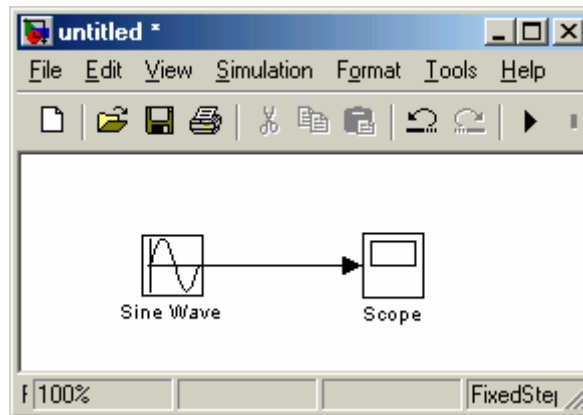 untitled *
File Edit View Simulation Format Tools Help
Sine Wave
Scope
100%